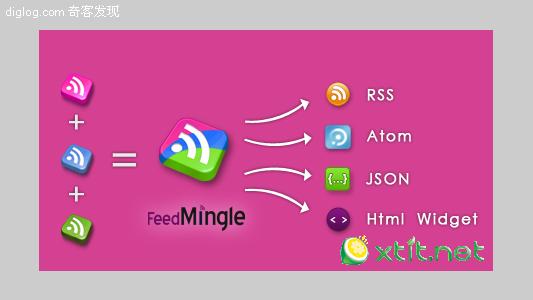 diglog.com 奇客发现
RSS
+
Atom
+
=
{...} JSON
FeedMingle
< > Html Widget
xtit.net